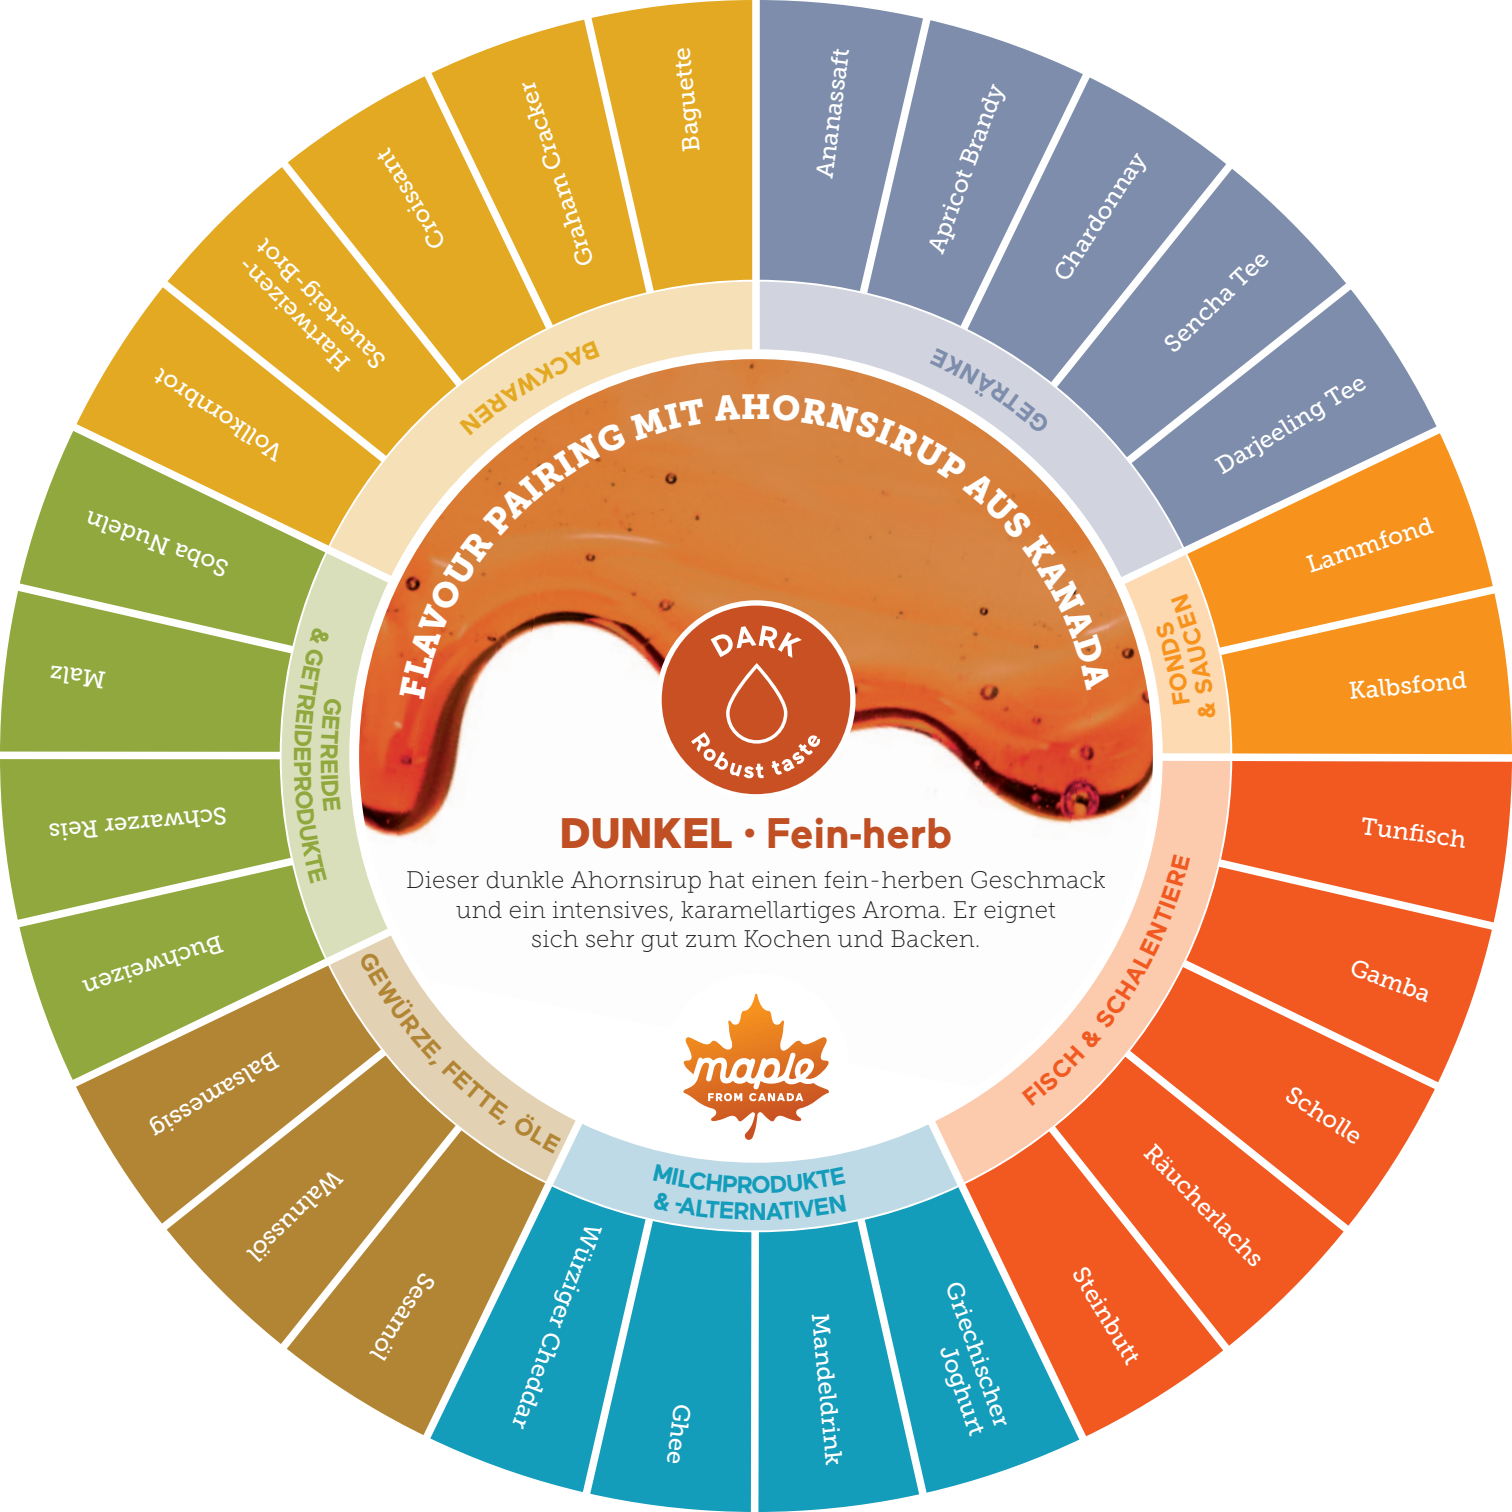 FLAVOUR PAIRING MIT AHORNSIRUP AUS KANADA
DARK
Robust taste
DUNKEL • Fein-herb
Dieser dunkle Ahornsirup hat einen fein-herben Geschmack
und ein intensives, karamellartiges Aroma. Er eignet
sich sehr gut zum Kochen und Backen.
maple
FROM CANADA
GETRÄNKE
Ananassaft
Apricot Brandy
Chardonnay
Sencha Tee
Darjeeling Tee
FONDS
& SAUCEN
Lammfond
Kalbsfond
FISCH & SCHALENTIERE
Tunfisch
Gamba
Scholle
Räucherlachs
Steinbutt
MILCHPRODUKTE
& -ALTERNATIVEN
Griechischer
Joghurt
Mandeldrink
Ghee
Würziger Cheddar
GEWÜRZE, FETTE, ÖLE
Sesamöl
Walnussöl
Balsamessig
GETREIDE
& GETREIDEPRODUKTE
Buchweizen
Schwarzer Reis
Malz
Soba Nudeln
BACKWAREN
Vollkornbrot
Hartweizen-
Sauerteig-Brot
Croissant
Graham Cracker
Baguette